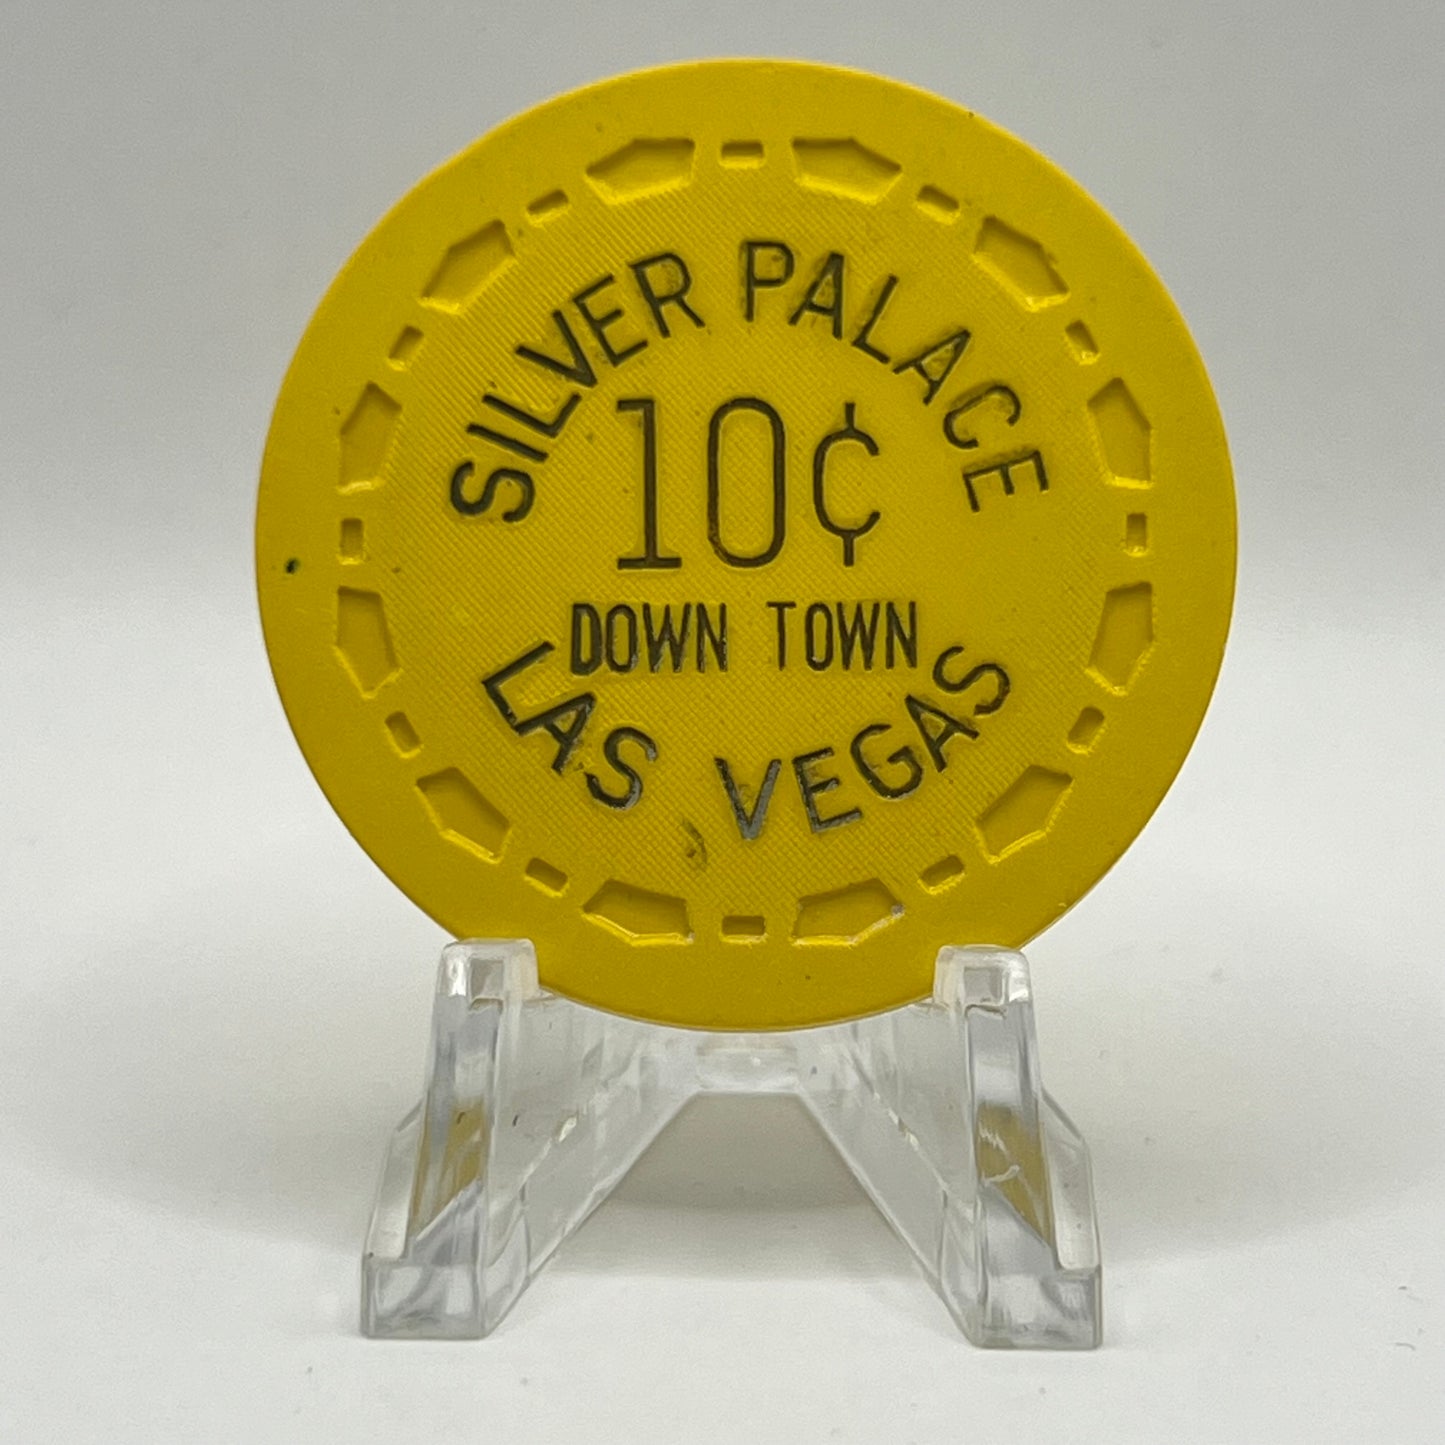 SILVER PALACE
10¢
DOWN TOWN
LAS VEGAS